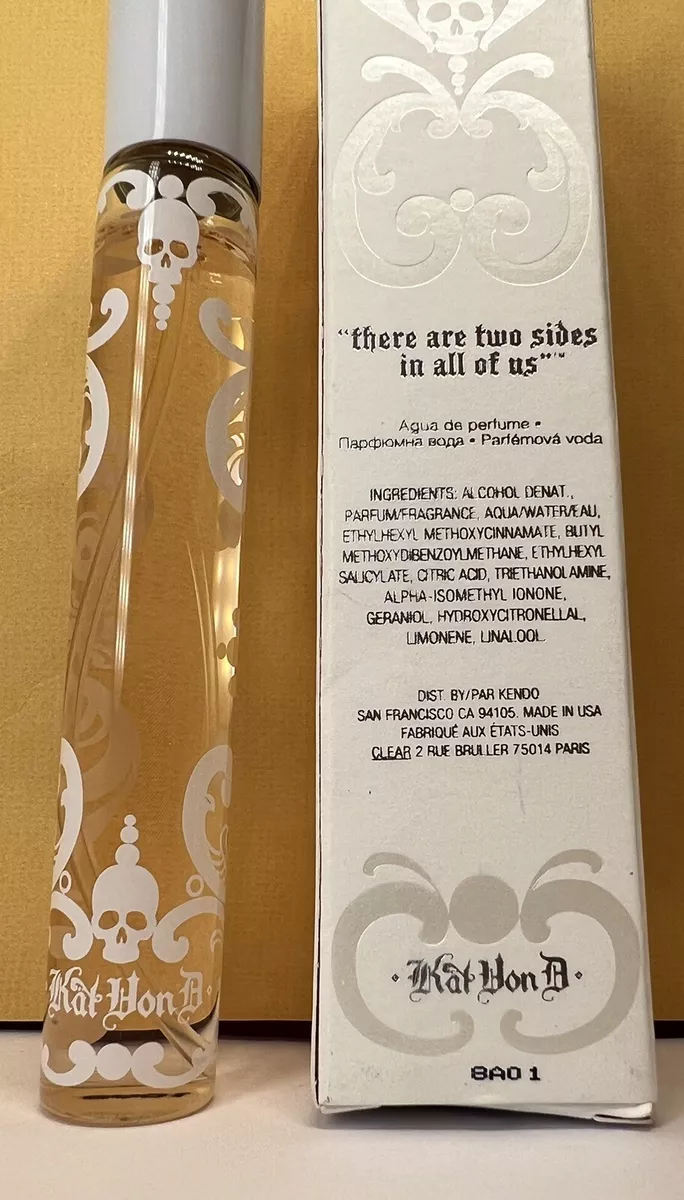 Kat Von D
"there are two sides
in all of us"™
Agua de perfume •
Парфюмна вода • Parfémová voda
INGREDIENTS: ALCOHOL DENAT.,
PARFUM/FRAGRANCE, AQUA/WATER/EAU,
ETHYLHEXYL METHOXYCINNAMATE, BUTYL
METHOXYDIBENZOYLMETHANE, ETHYLHEXYL
SALICYLATE, CITRIC ACID, TRIETHANOLAMINE,
ALPHA-ISOMETHYL IONONE,
GERANIOL, HYDROXYCITRONELLAL,
LIMONENE, LINALOOL.
DIST. BY/PAR KENDO
SAN FRANCISCO CA 94105. MADE IN USA
FABRIQUÉ AUX ÉTATS-UNIS
CLEAR 2 RUE BRULLER 75014 PARIS
• Kat Von D •
8A01